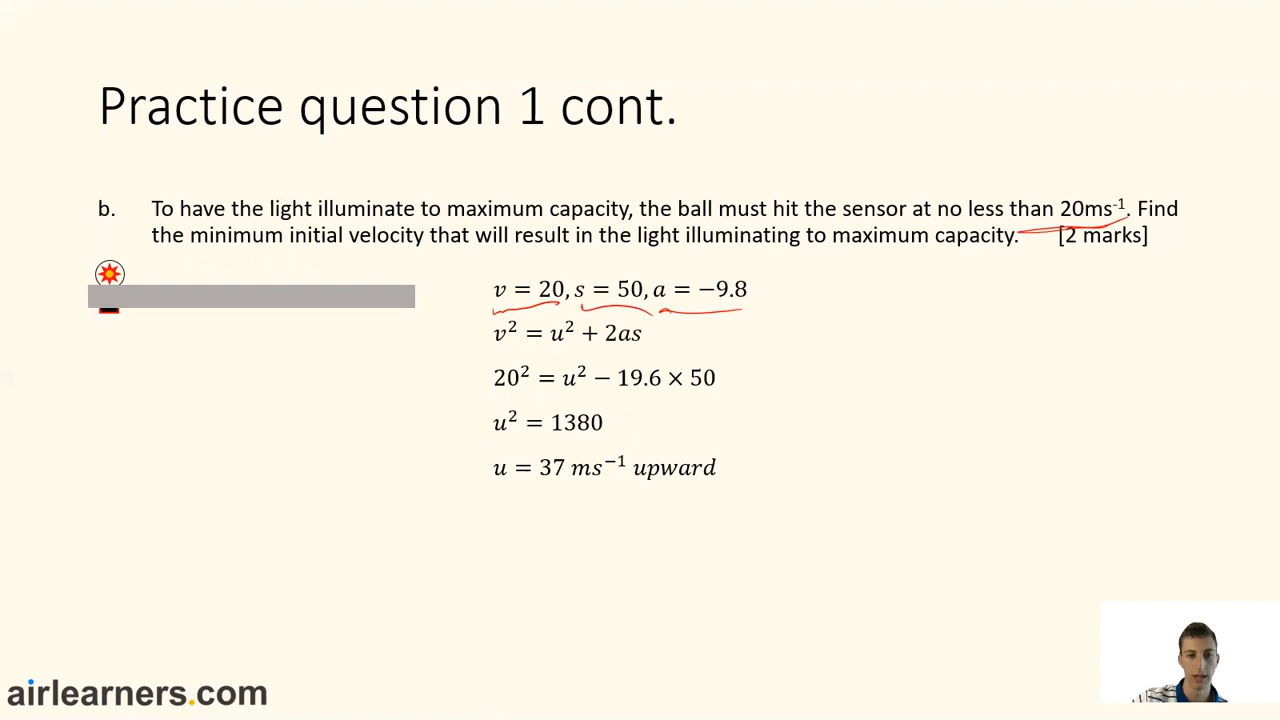 Practice question 1 cont.
b. To have the light illuminate to maximum capacity, the ball must hit the sensor at no less than 20ms⁻¹. Find
the minimum initial velocity that will result in the light illuminating to maximum capacity. [2 marks]
v = 20, s = 50, a = −9.8
v² = u² + 2as
20² = u² − 19.6 × 50
u² = 1380
u = 37 ms⁻¹ upward
airlearners.com